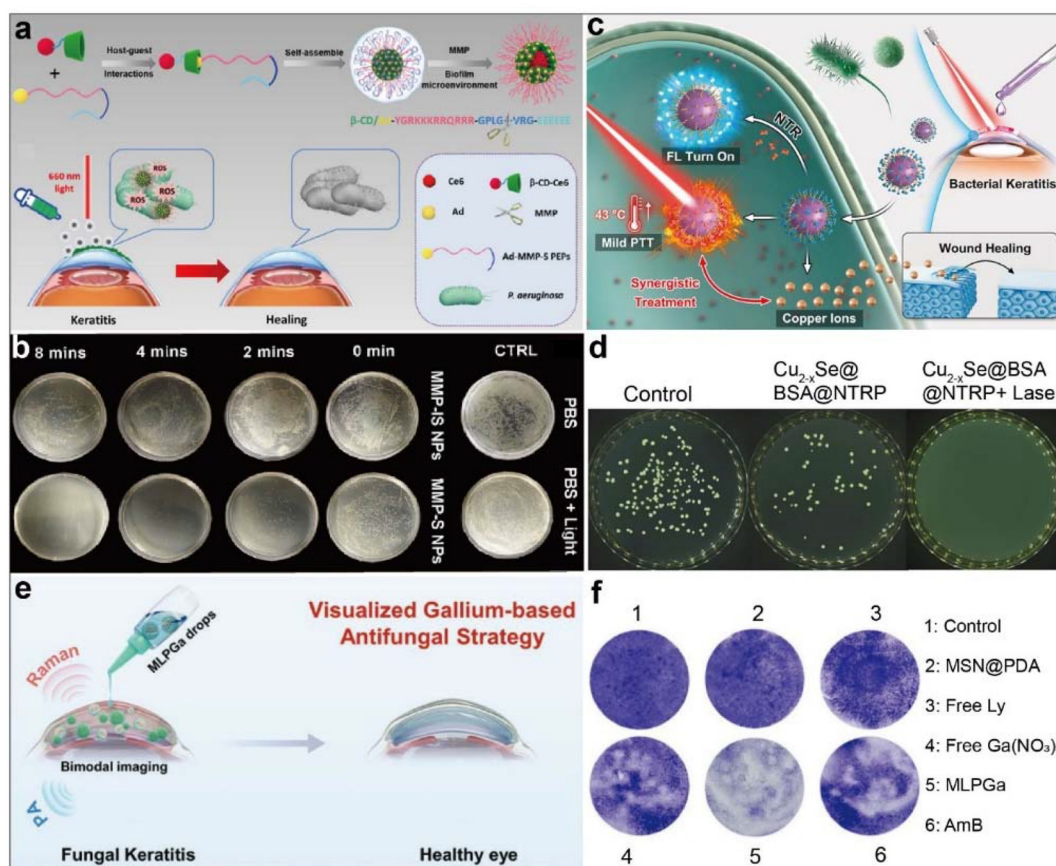 a
Host-guest
Interactions
Self-assemble
MMP
Biofilm
microenvironment
β-CD/Ad-YGRKKKRRQRRR-GPLG-VRG-EEEEEE
660 nm
light
ROS
ROS
ROS
ROS
Keratitis
Healing
Ce6
β-CD-Ce6
Ad
MMP
Ad-MMP-S PEPs
P. aeruginosa
c
NTR
FL Turn On
43 °C
Mild PTT
Synergistic
Treatment
Copper Ions
Bacterial Keratitis
Wound Healing
b
8 mins
4 mins
2 mins
0 min
CTRL
MMP-IS NPs
PBS
MMP-S NPs
PBS + Light
d
Control
Cu2-xSe@
BSA@NTRP
Cu2-xSe@BSA
@NTRP+ Lase
e
MLPGa drops
Raman
Visualized Gallium-based
Antifungal Strategy
Bimodal imaging
PA
Fungal Keratitis
Healthy eye
f
1
2
3
4
5
6
1: Control
2: MSN@PDA
3: Free Ly
4: Free Ga(NO₃)
5: MLPGa
6: AmB